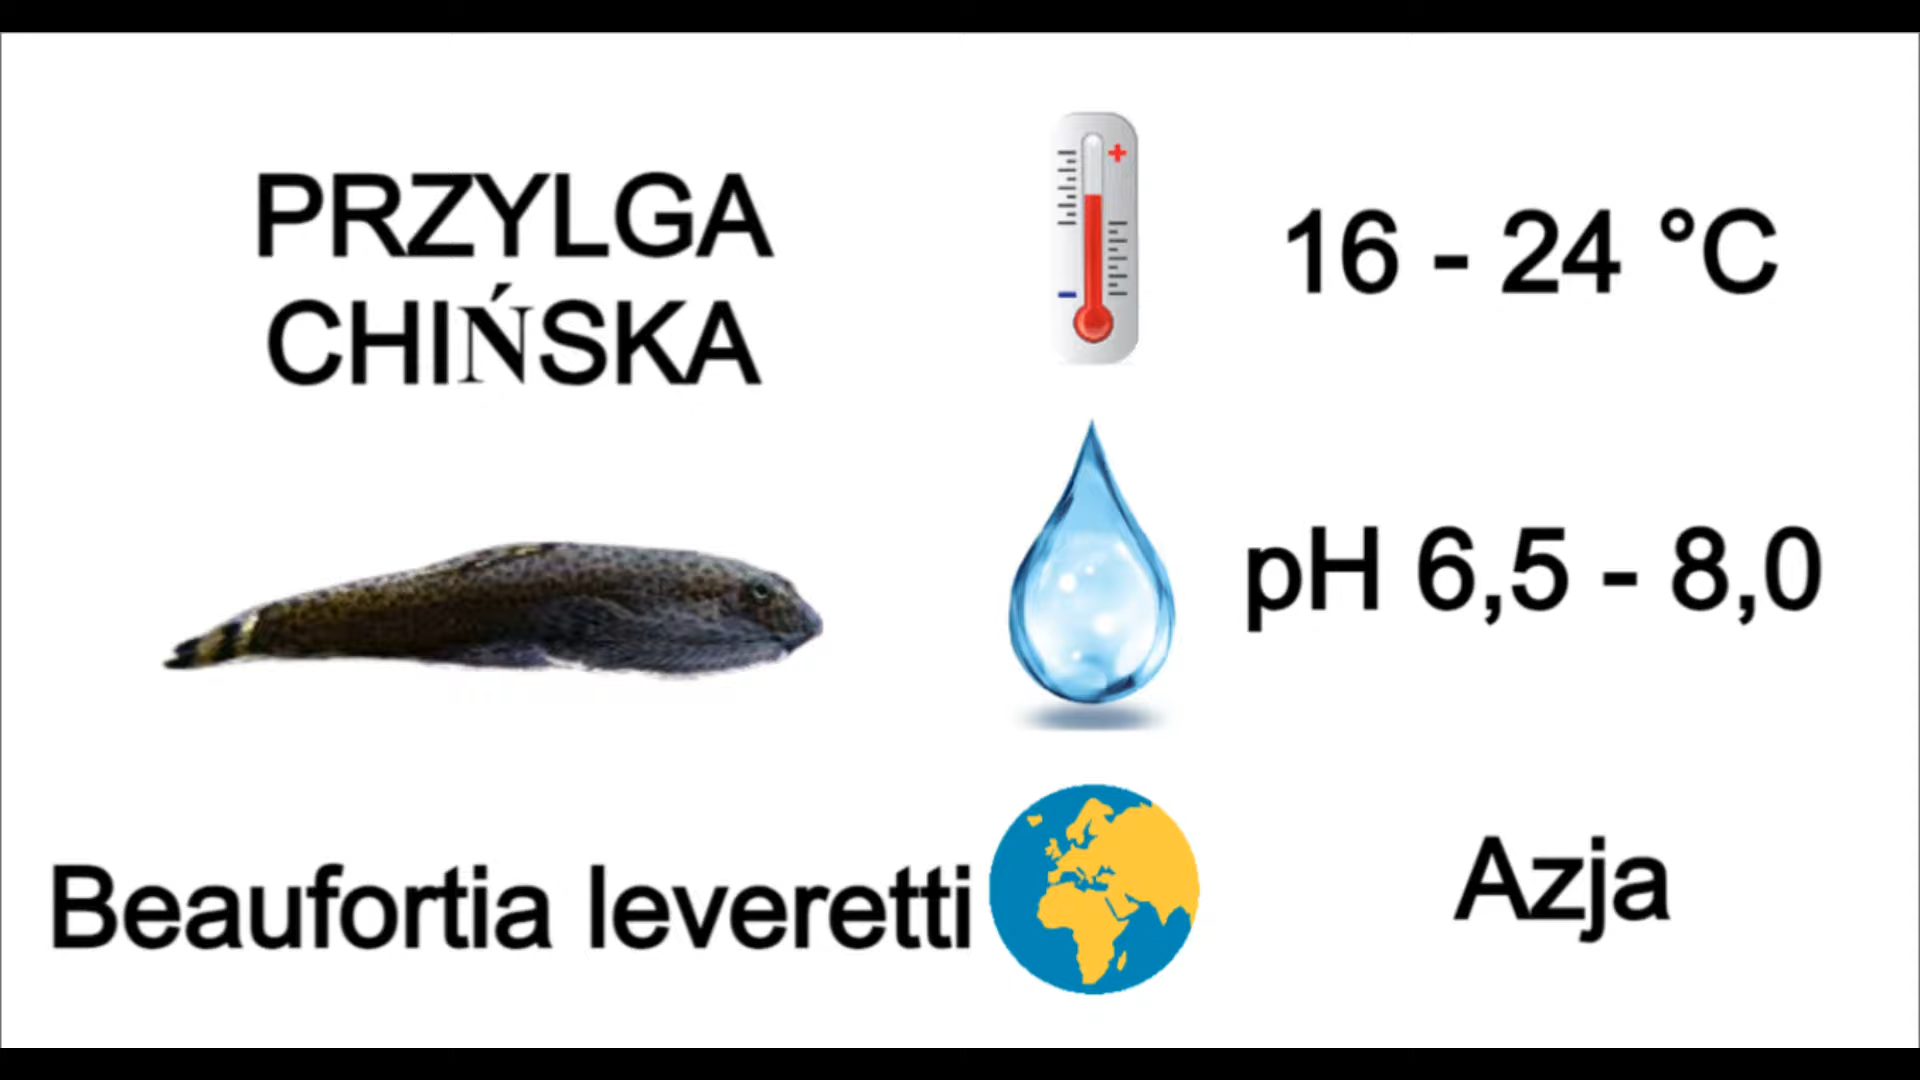 PRZYLGA
CHIŃSKA
16 - 24 °C
pH 6,5 - 8,0
Beaufortia leveretti
Azja